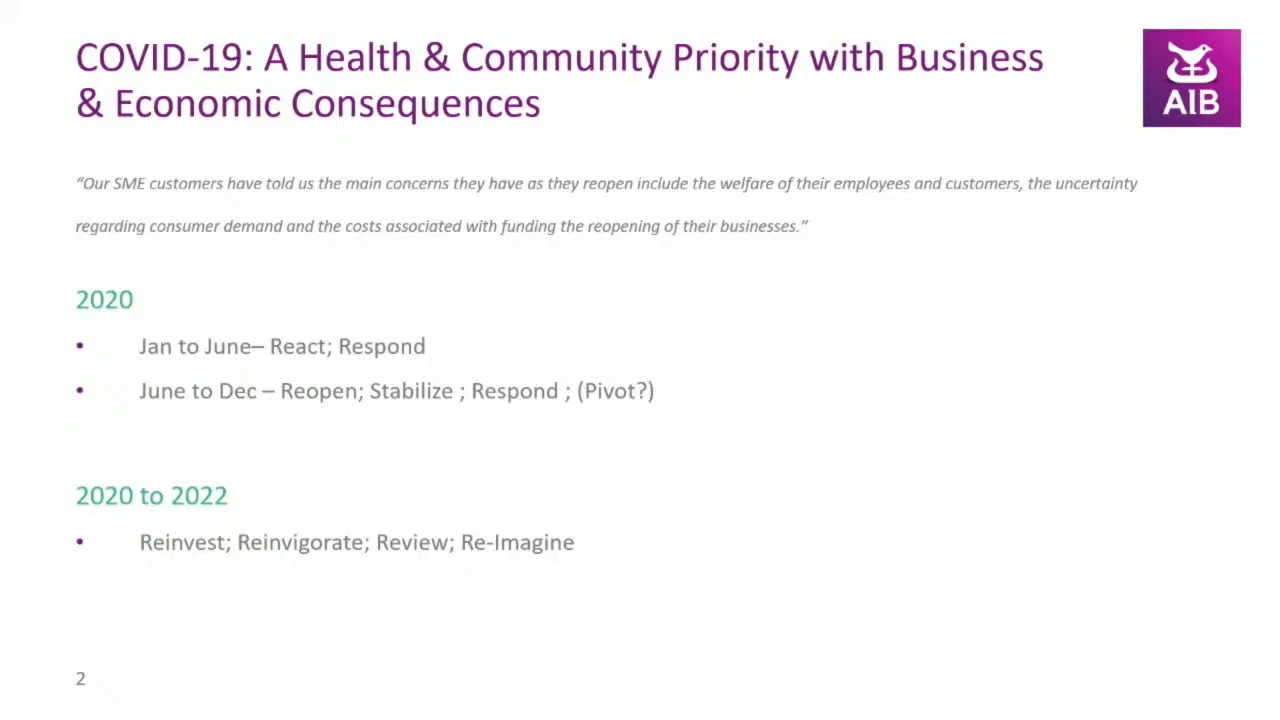 COVID-19: A Health & Community Priority with Business
& Economic Consequences
AIB
“Our SME customers have told us the main concerns they have as they reopen include the welfare of their employees and customers, the uncertainty
regarding consumer demand and the costs associated with funding the reopening of their businesses.”
2020
• Jan to June– React; Respond
• June to Dec – Reopen; Stabilize ; Respond ; (Pivot?)
2020 to 2022
• Reinvest; Reinvigorate; Review; Re-Imagine
2